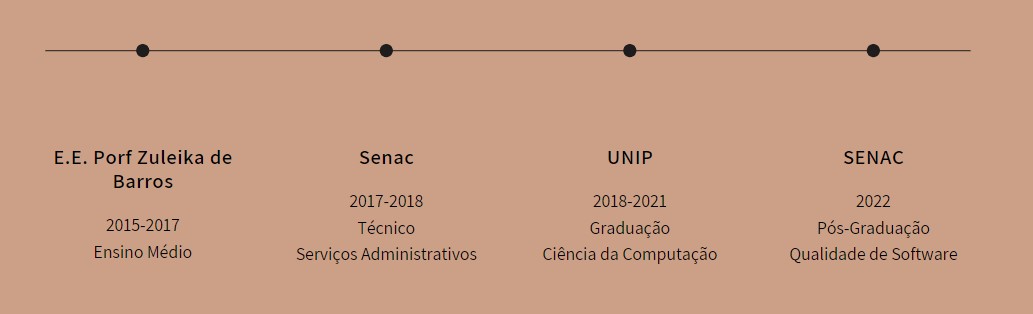 E.E. Porf Zuleika de
Barros
2015-2017
Ensino Médio
Senac
2017-2018
Técnico
Serviços Administrativos
UNIP
2018-2021
Graduação
Ciência da Computação
SENAC
2022
Pós-Graduação
Qualidade de Software